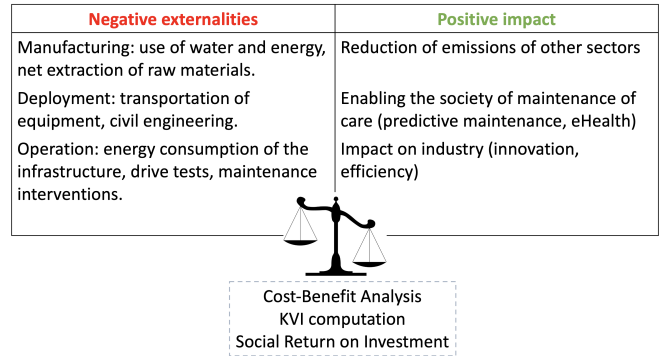 Negative externalities
Positive impact
Manufacturing: use of water and energy,
net extraction of raw materials.
Reduction of emissions of other sectors
Deployment: transportation of
equipment, civil engineering.
Enabling the society of maintenance of
care (predictive maintenance, eHealth)
Operation: energy consumption of the
infrastructure, drive tests, maintenance
interventions.
Impact on industry (innovation,
efficiency)
Cost-Benefit Analysis
KVI computation
Social Return on Investment